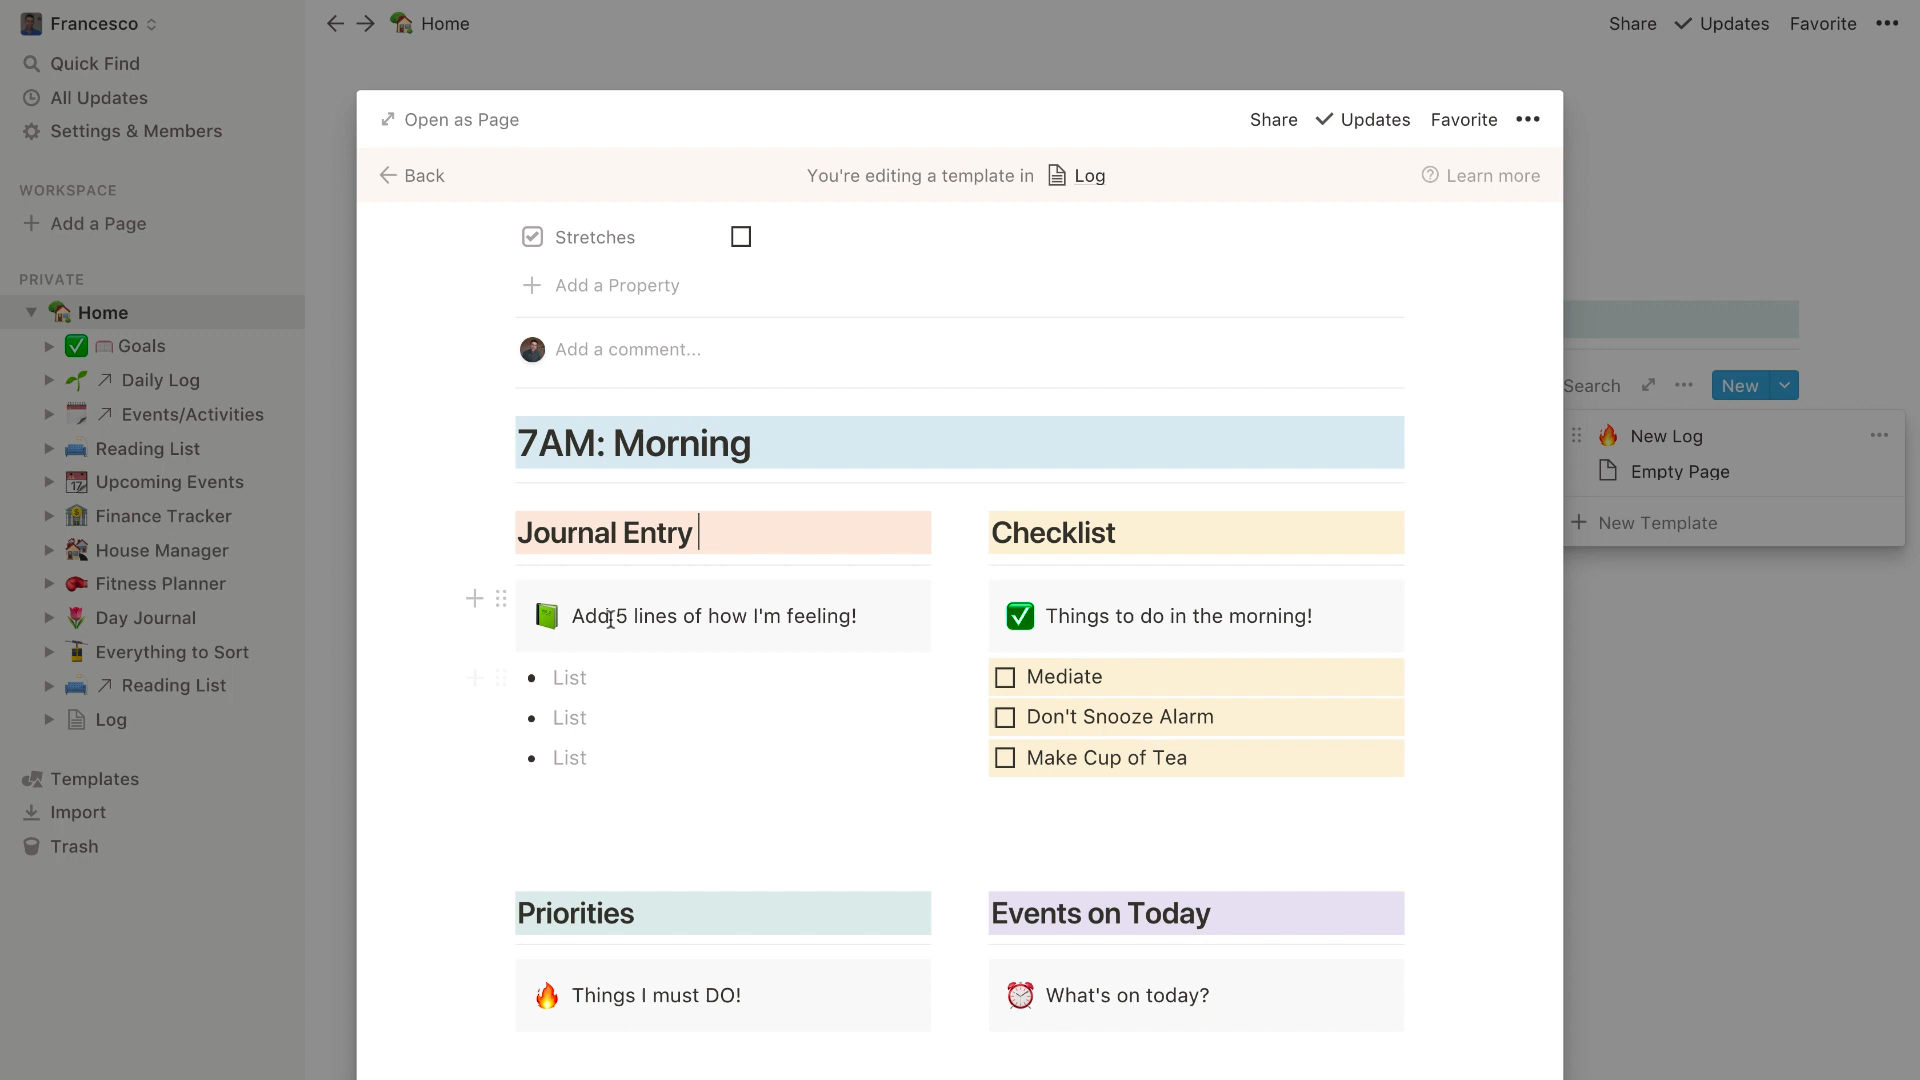 Francesco
Quick Find
All Updates
Settings & Members
WORKSPACE
Add a Page
PRIVATE
Home
Goals
Daily Log
Events/Activities
Reading List
Upcoming Events
Finance Tracker
House Manager
Fitness Planner
Day Journal
Everything to Sort
Reading List
Log
Templates
Import
Trash
Home
Share Updates Favorite
Open as Page
Share Updates Favorite
Back
You're editing a template in Log
Learn more
Stretches
Add a Property
Add a comment...
7AM: Morning
Journal Entry
Add 5 lines of how I'm feeling!
List
List
List
Checklist
Things to do in the morning!
Mediate
Don't Snooze Alarm
Make Cup of Tea
Priorities
Things I must DO!
Events on Today
17
What's on today?
Search
New
New Log
Empty Page
New Template